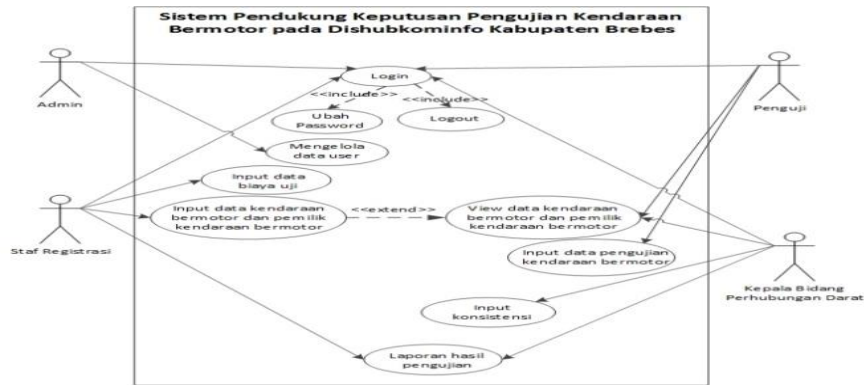 Sistem Pendukung Keputusan Pengujian Kendaraan
Bermotor pada Dishubkominfo Kabupaten Brebes
Login
Admin
Penguji
<<include>>
<<include>>
Ubah
Password
Logout
Mengelola
data user
Input data
biaya uji
Input data kendaraan
bermotor dan pemilik
kendaraan bermotor
<<extend>>
View data kendaraan
bermotor dan pemilik
kendaraan bermotor
Staf Registrasi
Input data pengujian
kendaraan bermotor
Kepala Bidang
Perhubungan Darat
Input
konsistensi
Laporan hasil
pengujian